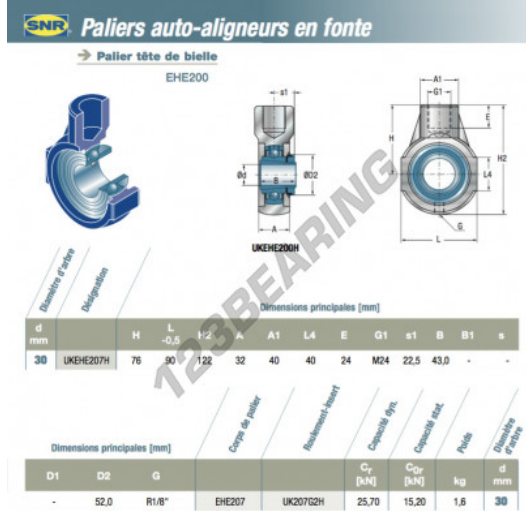 SNR Paliers auto-aligneurs en fonte
Palier tête de bielle
EHE200
s1
Ød
B
ØD2
A
UKEHE200H
A1
G1
E
H
H2
L4
G
L
123BEARING
Diamètre d'arbre
Désignation
Dimensions principales [mm]
d mm H L -0,5 H2 A A1 L4 E G1 s1 B B1 s
30 UKEHE207H 76 90 122 32 40 40 24 M24 22,5 43,0 - -
Dimensions principales [mm]
Corps de palier
Roulement-insert
Capacité dyn.
Capacité stat.
Poids
Diamètre d'arbre
D1 D2 G Cr [kN] C0r [kN] kg d mm
- 52,0 R1/8" EHE207 UK207G2H 25,70 15,20 1,6 30